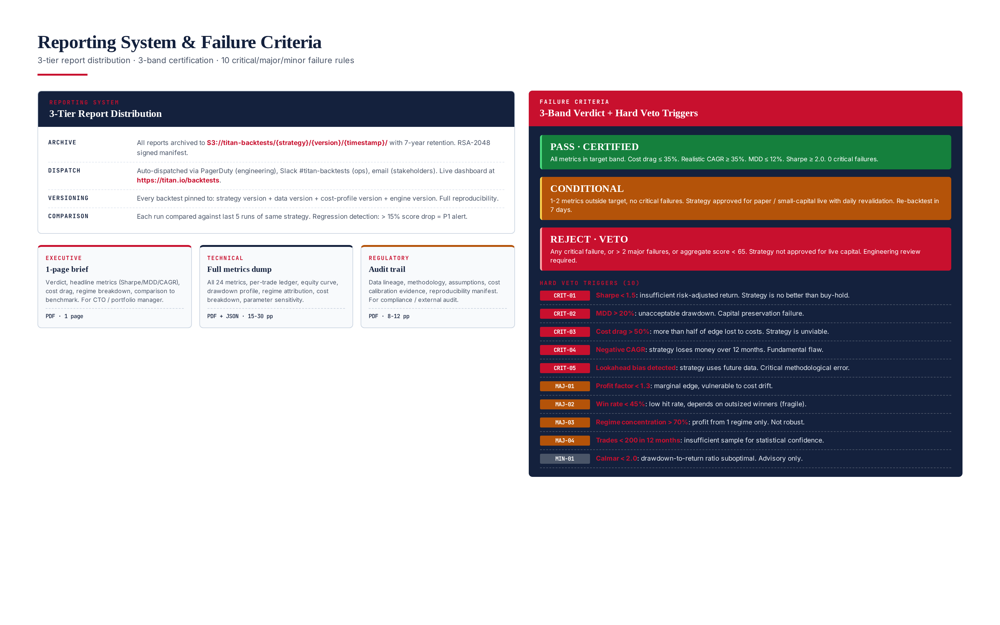 Reporting System & Failure Criteria
3-tier report distribution · 3-band certification · 10 critical/major/minor failure rules
REPORTING SYSTEM
3-Tier Report Distribution
ARCHIVE
All reports archived to S3://titan-backtests/{strategy}/{version}/{timestamp}/ with 7-year retention. RSA-2048
signed manifest.
DISPATCH
Auto-dispatched via PagerDuty (engineering), Slack #titan-backtests (ops), email (stakeholders). Live dashboard at
https://titan.io/backtests.
VERSIONING
Every backtest pinned to: strategy version + data version + cost-profile version + engine version. Full reproducibility.
COMPARISON
Each run compared against last 5 runs of same strategy. Regression detection: > 15% score drop = P1 alert.
EXECUTIVE
1-page brief
Verdict, headline metrics (Sharpe/MDD/CAGR),
cost drag, regime breakdown, comparison to
benchmark. For CTO / portfolio manager.
PDF · 1 page
TECHNICAL
Full metrics dump
All 24 metrics, per-trade ledger, equity curve,
drawdown profile, regime attribution, cost
breakdown, parameter sensitivity.
PDF + JSON · 15-30 pp
REGULATORY
Audit trail
Data lineage, methodology, assumptions, cost
calibration evidence, reproducibility manifest.
For compliance / external audit.
PDF · 8-12 pp
FAILURE CRITERIA
3-Band Verdict + Hard Veto Triggers
PASS · CERTIFIED
All metrics in target band. Cost drag ≤ 35%. Realistic CAGR ≥ 35%. MDD ≤ 12%. Sharpe ≥ 2.0. 0 critical failures.
CONDITIONAL
1-2 metrics outside target, no critical failures. Strategy approved for paper / small-capital live with daily revalidation. Re-backtest in
7 days.
REJECT · VETO
Any critical failure, or > 2 major failures, or aggregate score < 65. Strategy not approved for live capital. Engineering review
required.
HARD VETO TRIGGERS (10)
CRIT-01 Sharpe < 1.5: insufficient risk-adjusted return. Strategy is no better than buy-hold.
CRIT-02 MDD > 20%: unacceptable drawdown. Capital preservation failure.
CRIT-03 Cost drag > 50%: more than half of edge lost to costs. Strategy is unviable.
CRIT-04 Negative CAGR: strategy loses money over 12 months. Fundamental flaw.
CRIT-05 Lookahead bias detected: strategy uses future data. Critical methodological error.
MAJ-01 Profit factor < 1.3: marginal edge, vulnerable to cost drift.
MAJ-02 Win rate < 45%: low hit rate, depends on outsized winners (fragile).
MAJ-03 Regime concentration > 70%: profit from 1 regime only. Not robust.
MAJ-04 Trades < 200 in 12 months: insufficient sample for statistical confidence.
MIN-01 Calmar < 2.0: drawdown-to-return ratio suboptimal. Advisory only.